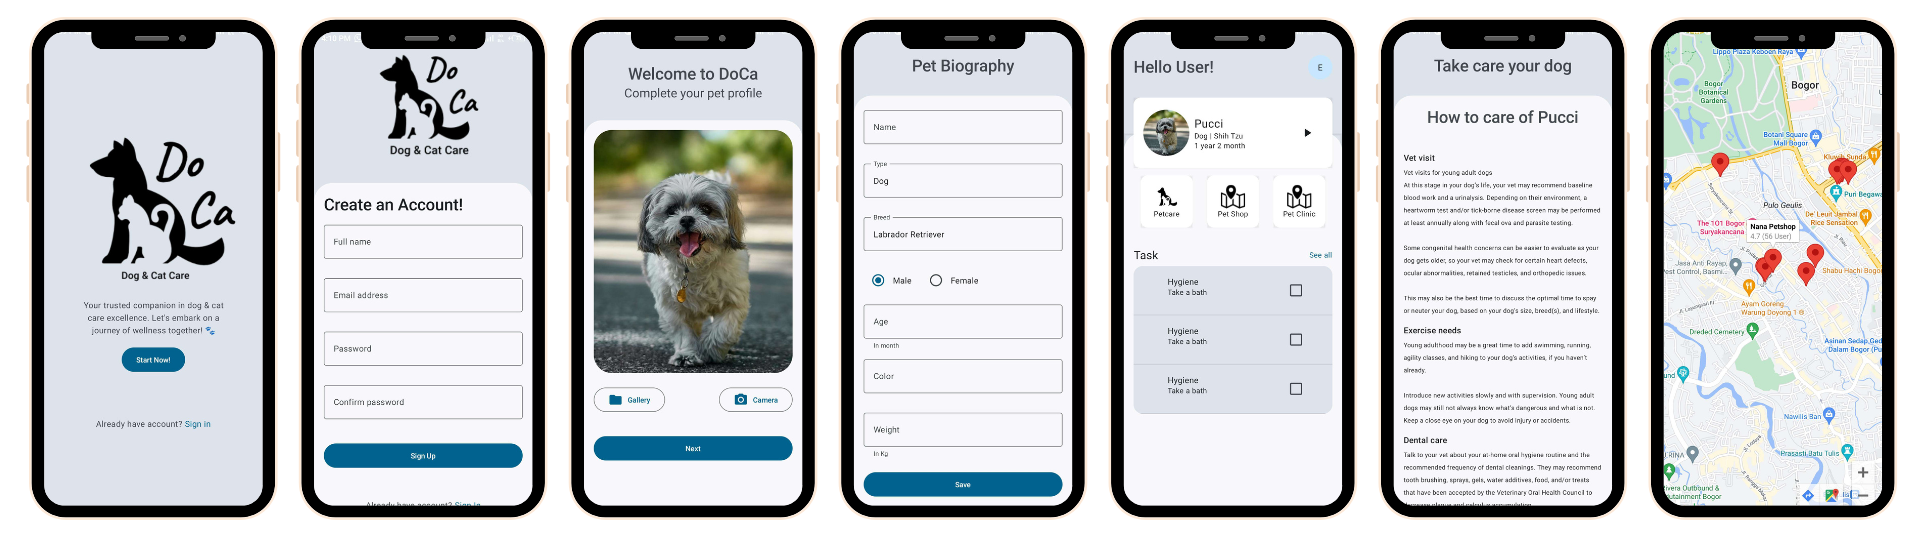 Do
Ca
Dog & Cat Care
Your trusted companion in dog & cat
care excellence. Let's embark on a
journey of wellness together! 🐾
Start Now!
Already have account? Sign in
Do
Ca
Dog & Cat Care
Create an Account!
Full name
Email address
Password
Confirm password
Sign Up
Already have account? Sign In
Welcome to DoCa
Complete your pet profile
Gallery
Camera
Next
Pet Biography
Name
Type
Dog
Breed
Labrador Retriever
Male
Female
Age
In month
Color
Weight
In Kg
Save
Hello User!
E
Pucci
Dog | Shih Tzu
1 year 2 month
Petcare
Pet Shop
Pet Clinic
Task
See all
Hygiene
Take a bath
Hygiene
Take a bath
Hygiene
Take a bath
Take care your dog
How to care of Pucci
Vet visit
Vet visits for young adult dogs
At this stage in your dog's life, your vet may recommend baseline
blood work and a urinalysis. Depending on their environment, a
heartworm test and/or tick-borne disease screen may be performed
at least annually along with fecal ova and parasite testing.
Some congenital health concerns can be easier to evaluate as your
dog gets older, so your vet may check for certain heart defects,
ocular abnormalities, retained testicles, and orthopedic issues.
This may also be the best time to discuss the optimal time to spay
or neuter your dog, based on your dog's size, breed(s), and lifestyle.
Exercise needs
Young adulthood may be a great time to add swimming, running,
agility classes, and hiking to your dog's activities, if you haven't
already.
Introduce new activities slowly and with supervision. Young adult
dogs may still not always know what's dangerous and what is not.
Keep a close eye on your dog to avoid injury or accidents.
Dental care
Talk to your vet about your at-home oral hygiene routine and the
recommended frequency of dental cleanings. They may recommend
tooth brushing, sprays, gels, water additives, food, and/or treats
that have been accepted by the Veterinary Oral Health Council to
Lippo Plaza Keboen Raya
Bogor
Botanical
Gardens
Bogor
Botani Square
Mall Bogor
Kluwih Sunda
Puri Begawa
Pulo Geulis
De' Leuit Jambal
Rice Sensation
The 101 Bogor
Suryakancana
Nana Petshop
4.7 (56 User)
Jasa Anti Rayap,
Pest Control, Basmi...
Shabu Hachi Bogor
Ayam Goreng
Warung Doyong 1
Dreded Cemetery
Asinan Sedap Ged
Dalam Bogor (Pu
und
Nawilis Ban
RINA
Prasasti Batu Tulis
ivera Outbound &
dutainment Bogor